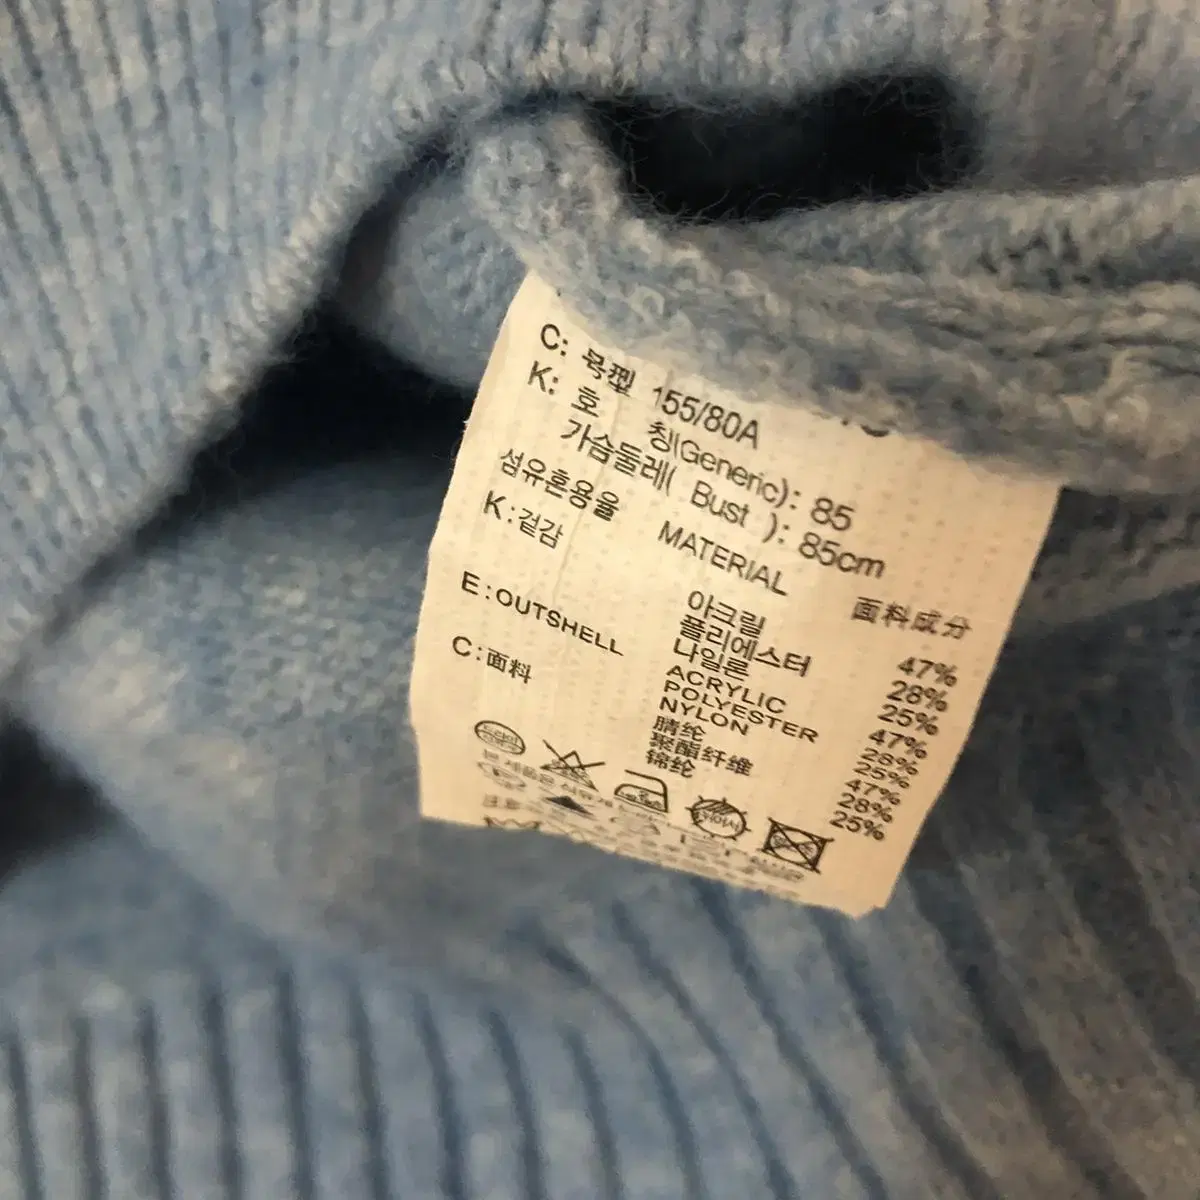 C: 号型 155/80A
K: 호 칭(Generic): 85
가슴둘레( Bust ): 85cm
섬유혼용율 MATERIAL 面料成分
K:겉감 아크릴 47%
폴리에스터 28%
나일론 25%
E:OUTSHELL ACRYLIC 47%
POLYESTER 28%
NYLON 25%
C:面料 腈纶 47%
聚酯纤维 28%
锦纶 25%
드라이